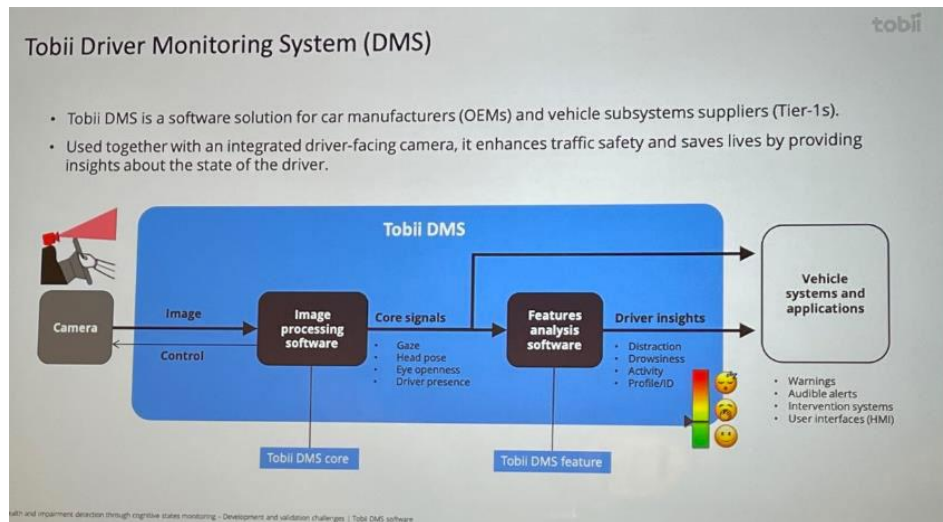 tobii
Tobii Driver Monitoring System (DMS)
• Tobii DMS is a software solution for car manufacturers (OEMs) and vehicle subsystems suppliers (Tier-1s).
• Used together with an integrated driver-facing camera, it enhances traffic safety and saves lives by providing
insights about the state of the driver.
Tobii DMS
Camera
Image
Control
Image
processing
software
Core signals
• Gaze
• Head pose
• Eye openness
• Driver presence
Features
analysis
software
Driver insights
• Distraction
• Drowsiness
• Activity
• Profile/ID
Vehicle
systems and
applications
• Warnings
• Audible alerts
• Intervention systems
• User interfaces (HMI)
Tobii DMS core
Tobii DMS feature
and impairment detection through cognitive states monitoring – Development and validation challenges | Tobii DMS software